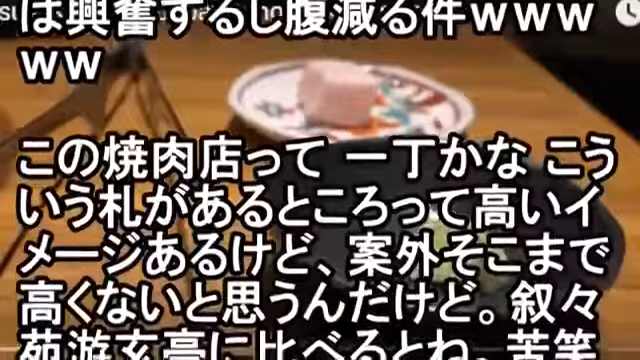 は興奮するし腹減る件ｗｗｗ
ｗｗ
この焼肉店って 一丁かな こう
いう札があるところって高いイ
メージあるけど、案外そこまで
高くないと思うんだけど。叙々
苑游玄亭に比べるとね。苦笑